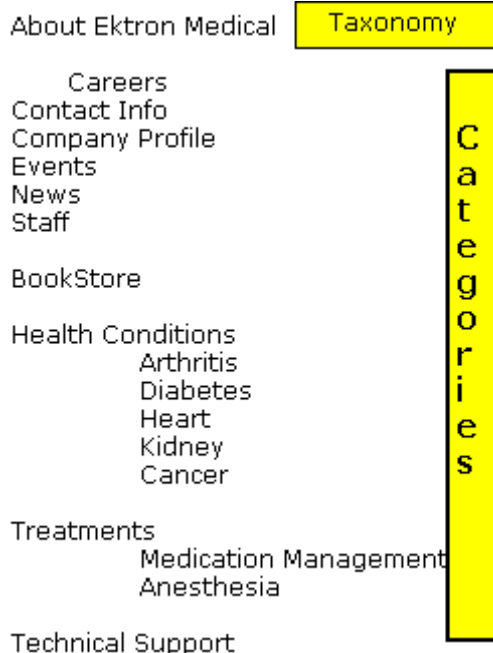 About Ektron Medical
Taxonomy
Careers
Contact Info
Company Profile
Events
News
Staff
BookStore
Health Conditions
Arthritis
Diabetes
Heart
Kidney
Cancer
Treatments
Medication Management
Anesthesia
Technical Support
Categories